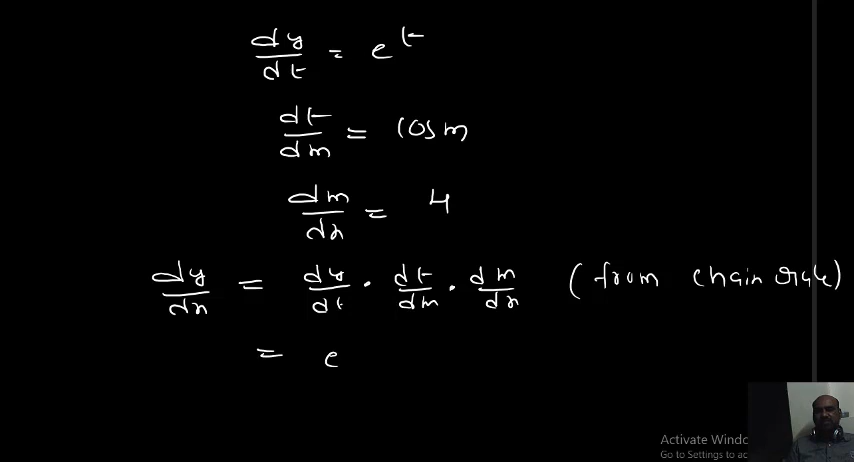 dy/dt = e^t
dt/dm = cos m
dm/dx = 4
dy/dx = dy/dt · dt/dm · dm/dx (from chain rule)
= e
Activate Windo
Go to Settings to ac